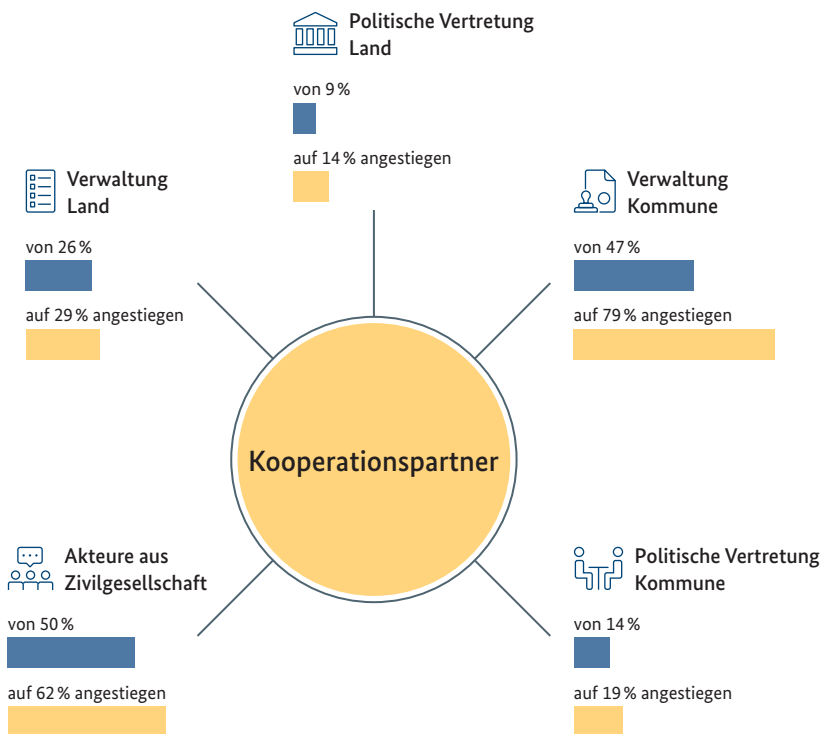 Politische Vertretung
Land
von 9 %
auf 14 % angestiegen
Verwaltung
Land
von 26 %
auf 29 % angestiegen
Verwaltung
Kommune
von 47 %
auf 79 % angestiegen
Kooperationspartner
Akteure aus
Zivilgesellschaft
von 50 %
auf 62 % angestiegen
Politische Vertretung
Kommune
von 14 %
auf 19 % angestiegen